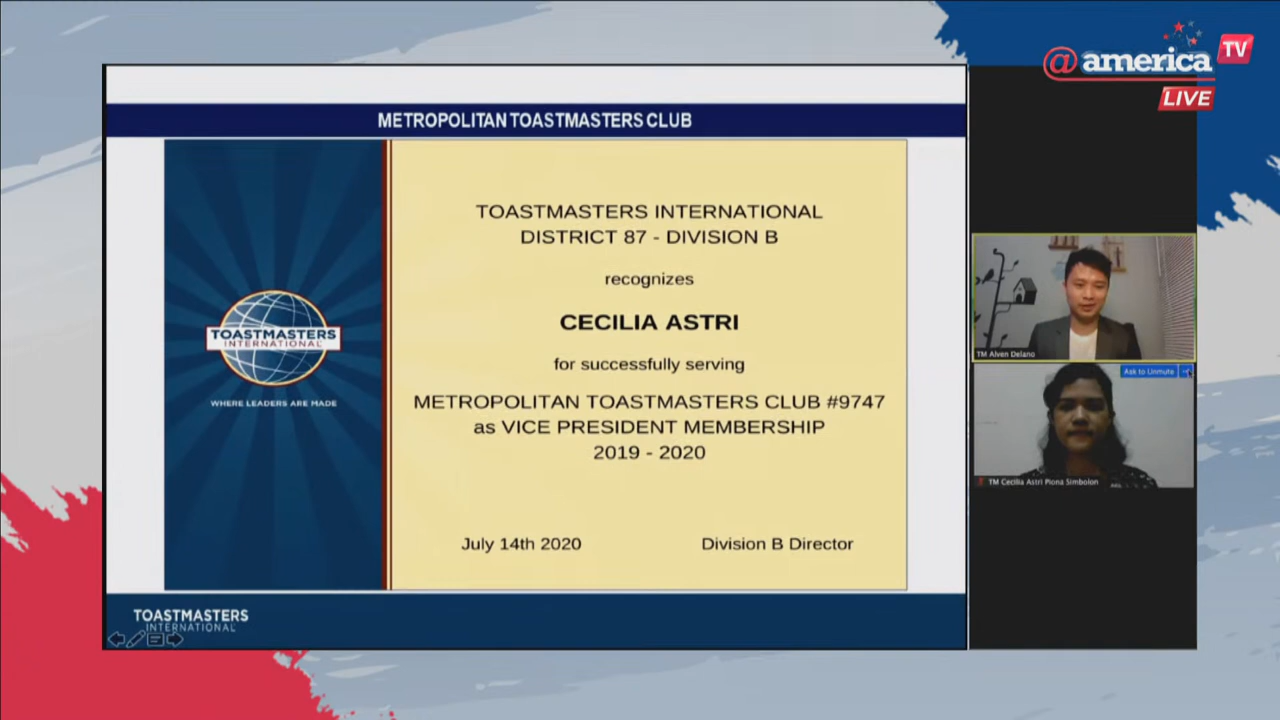 @america TV
LIVE
METROPOLITAN TOASTMASTERS CLUB
TOASTMASTERS INTERNATIONAL
DISTRICT 87 - DIVISION B
recognizes
CECILIA ASTRI
for successfully serving
METROPOLITAN TOASTMASTERS CLUB #9747
as VICE PRESIDENT MEMBERSHIP
2019 - 2020
July 14th 2020
Division B Director
TOASTMASTERS
INTERNATIONAL
WHERE LEADERS ARE MADE
TOASTMASTERS
INTERNATIONAL
TM Alven Delano
Ask to Unmute
TM Cecilia Astri Piona Simbolon